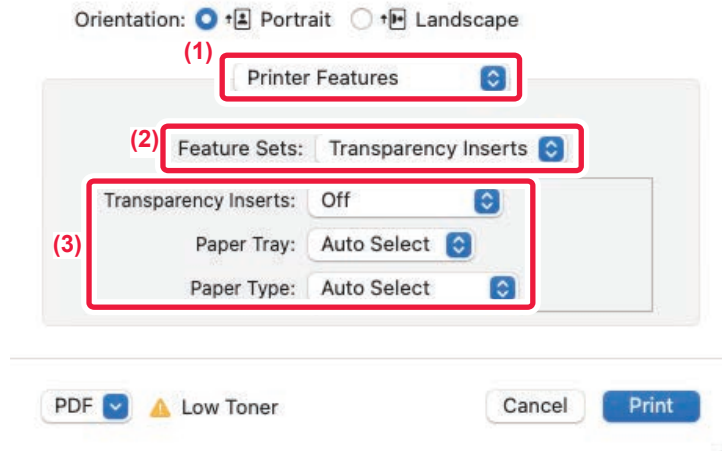 Orientation: Portrait Landscape
(1)
Printer Features
(2)
Feature Sets: Transparency Inserts
(3)
Transparency Inserts: Off
Paper Tray: Auto Select
Paper Type: Auto Select
PDF Low Toner Cancel Print